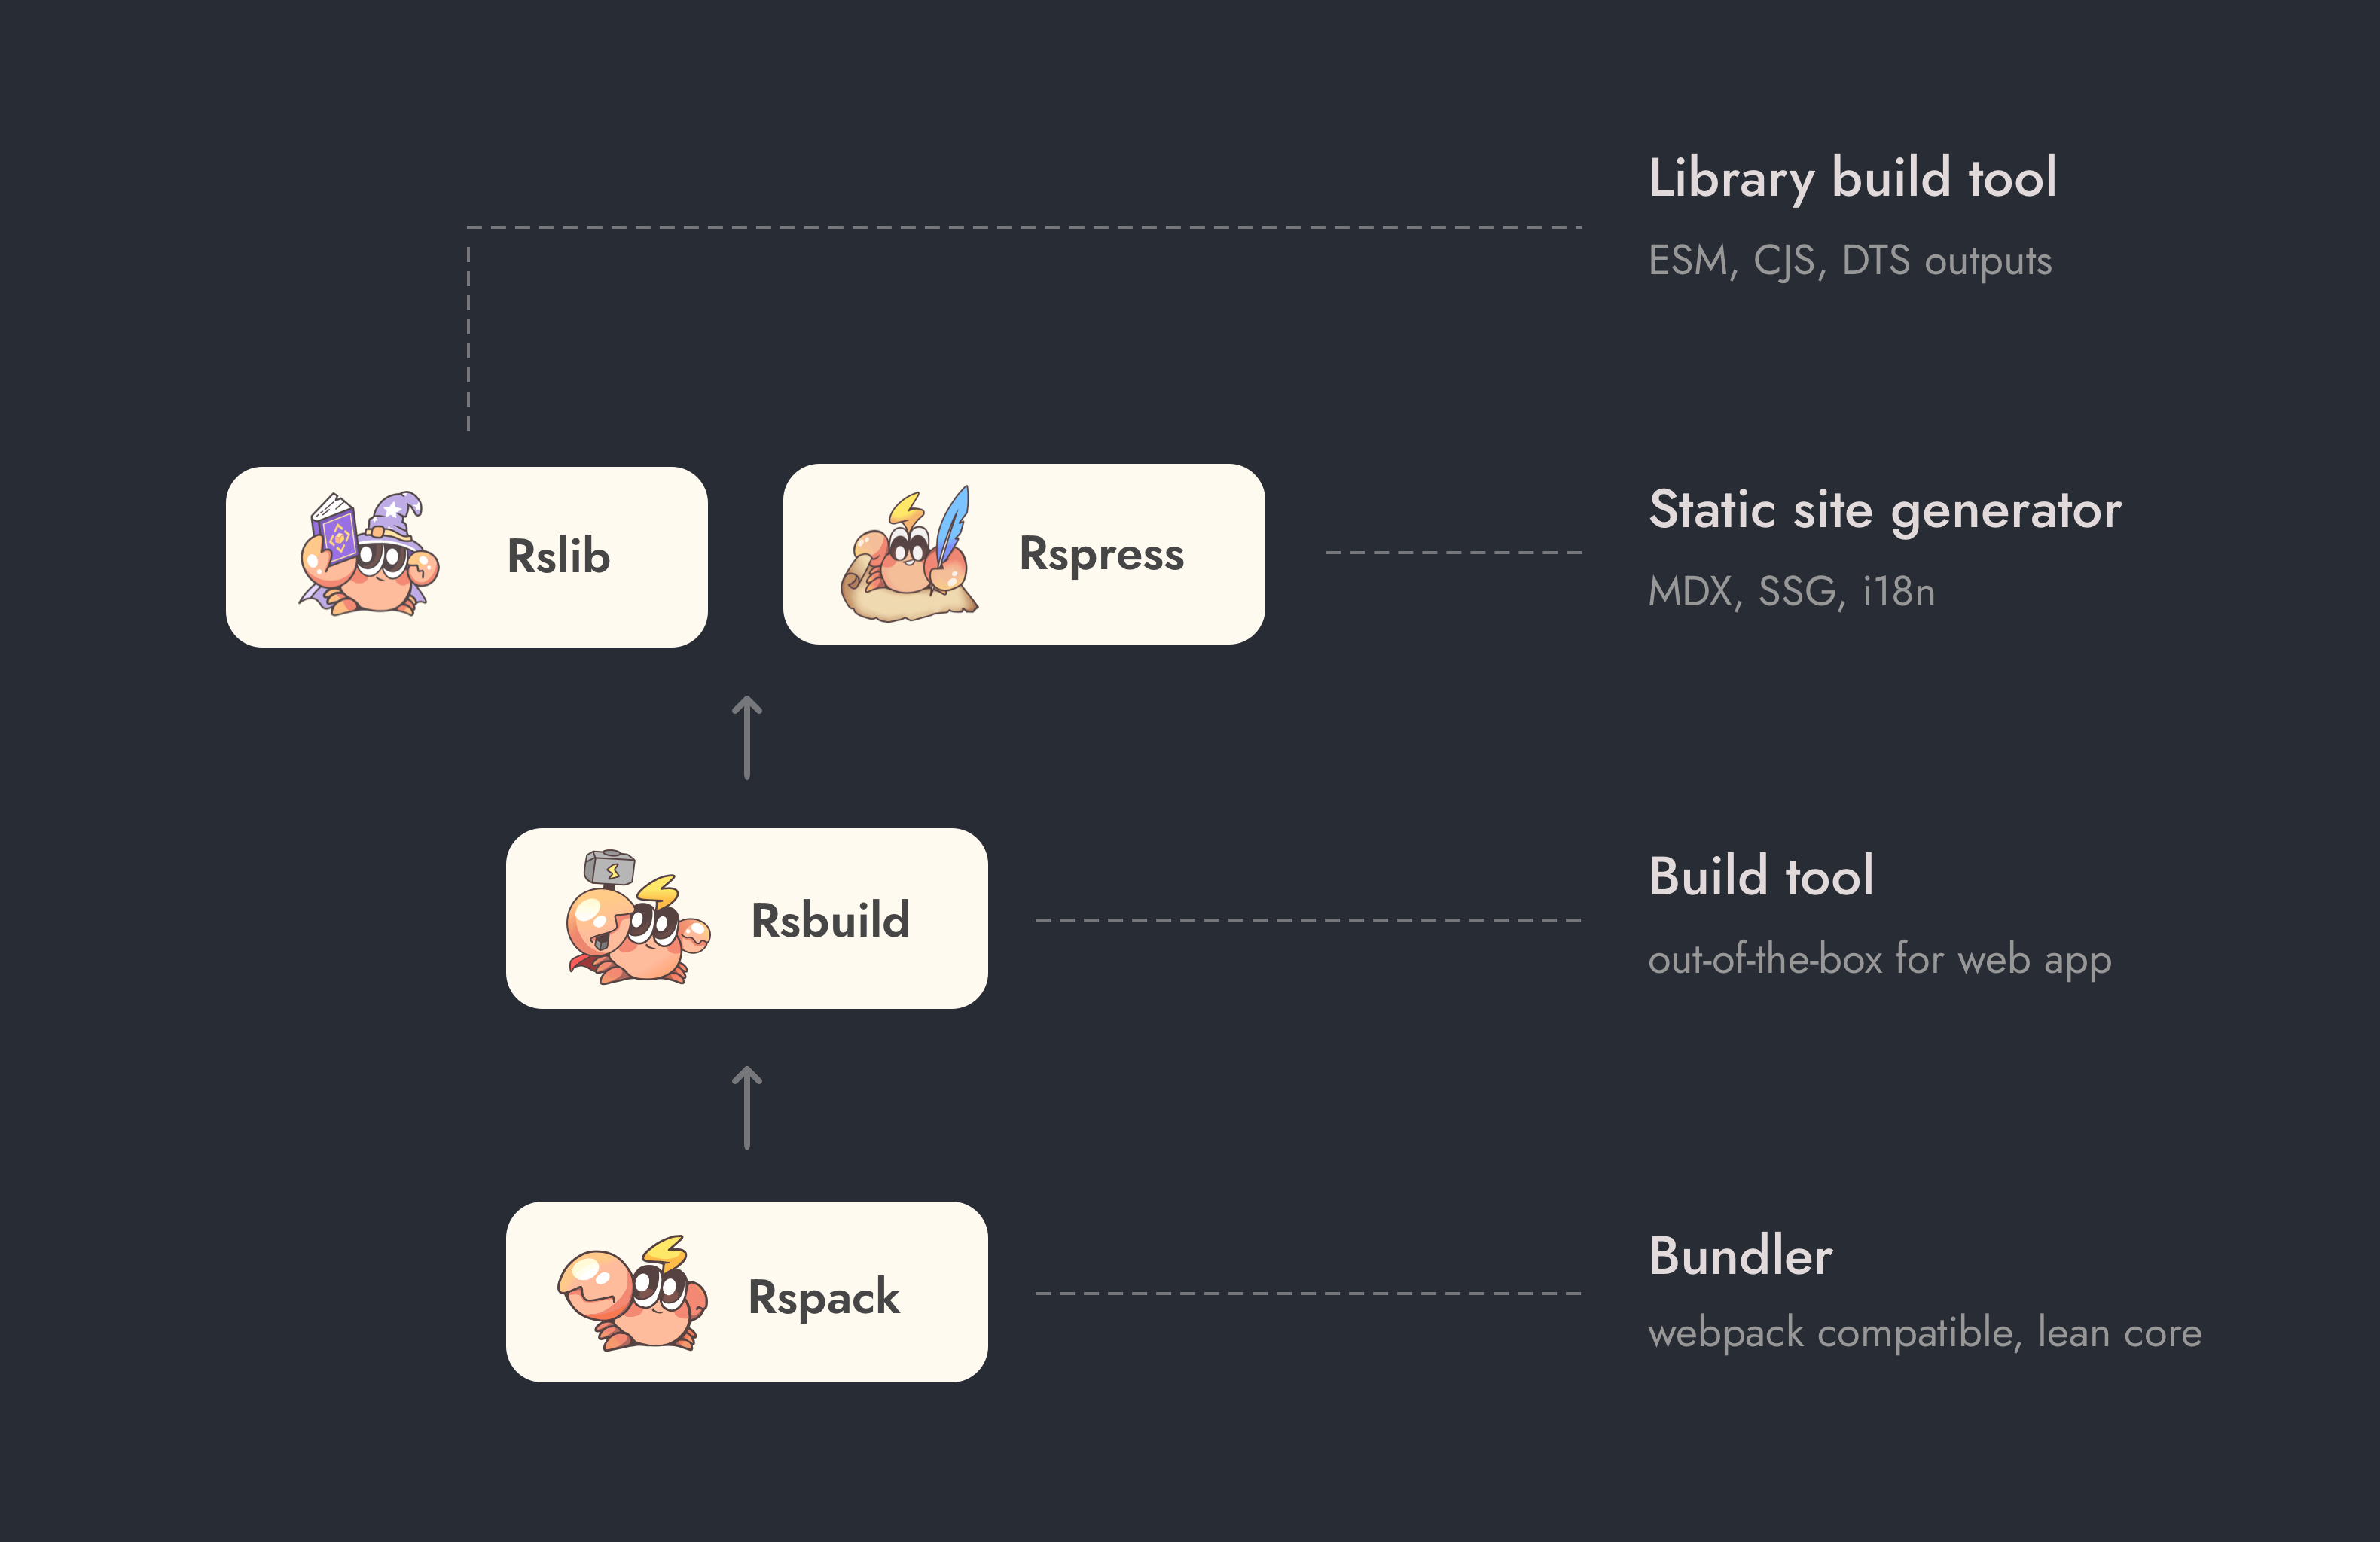 Library build tool
ESM, CJS, DTS outputs
Rslib
Rspress
Static site generator
MDX, SSG, i18n
Rsbuild
Build tool
out-of-the-box for web app
Rspack
Bundler
webpack compatible, lean core